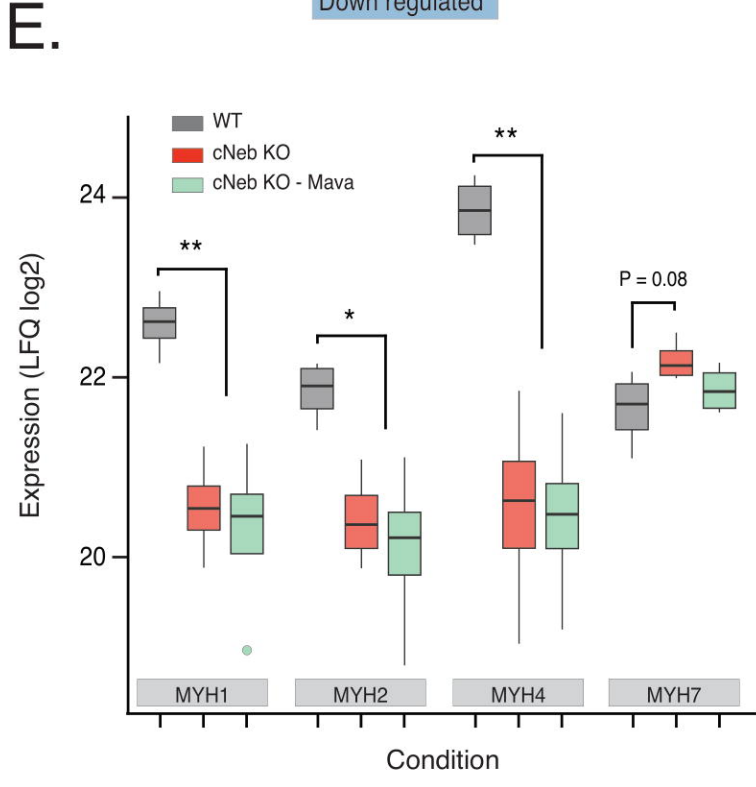 Down regulated
E.
WT
cNeb KO
cNeb KO - Mava
**
**
*
P = 0.08
24
22
20
Expression (LFQ log2)
MYH1 MYH2 MYH4 MYH7
Condition